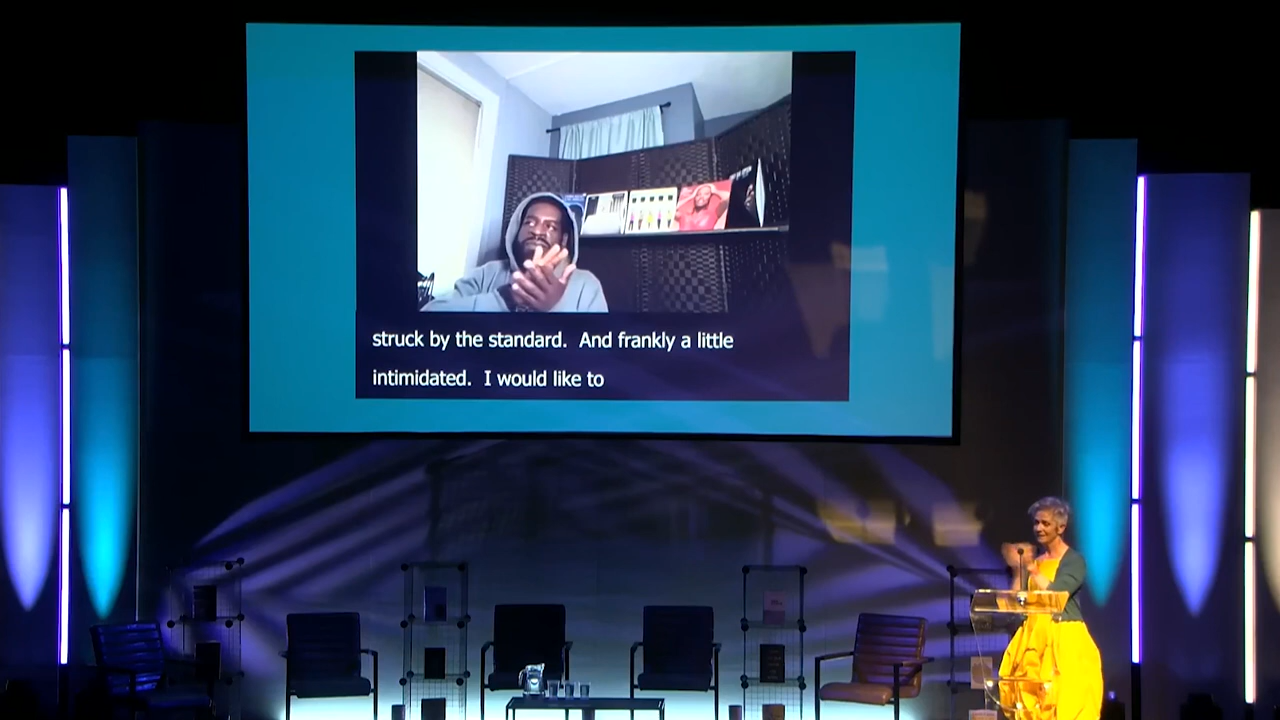 struck by the standard.  And frankly a little
intimidated.  I would like to